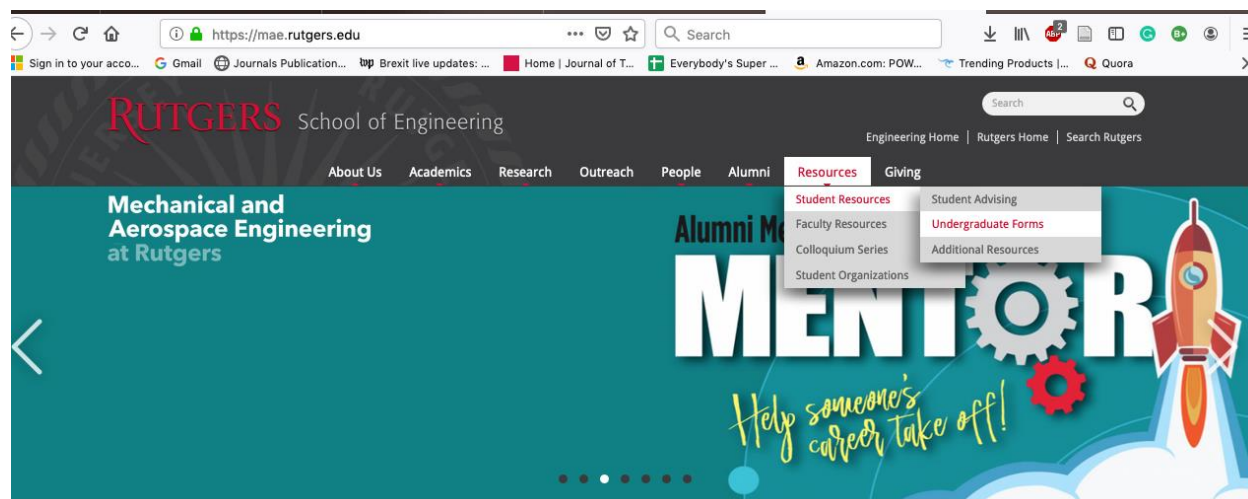 https://mae.rutgers.edu
Search
2
Sign in to your acco... Gmail Journals Publication... Brexit live updates: ... Home | Journal of T... Everybody's Super ... Amazon.com: POW... Trending Products |... Quora
RUTGERS School of Engineering
Search
Engineering Home | Rutgers Home | Search Rutgers
About Us Academics Research Outreach People Alumni Resources Giving
Mechanical and
Aerospace Engineering
at Rutgers
Student Resources
Faculty Resources
Colloquium Series
Student Organizations
Student Advising
Undergraduate Forms
Additional Resources
Alumni
MENTOR
Help someone's
career take off!